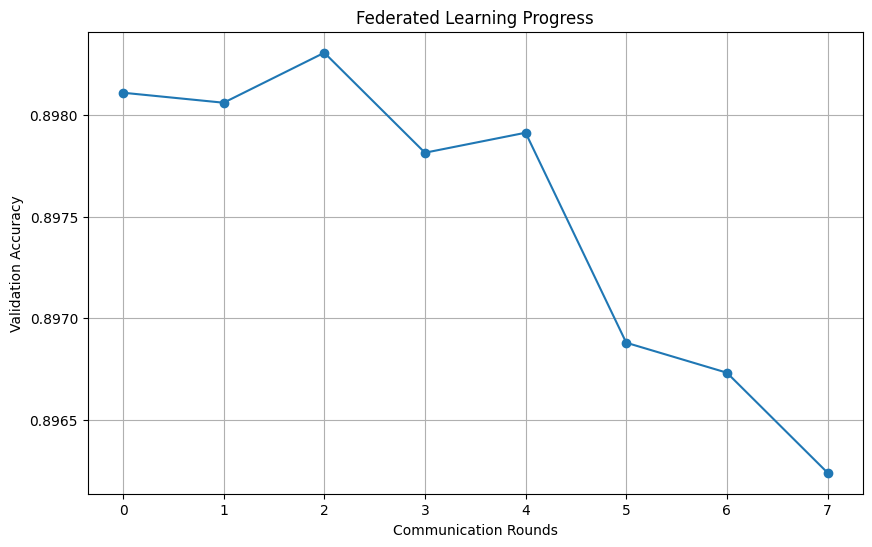 Federated Learning Progress
Validation Accuracy
0.8980
0.8975
0.8970
0.8965
0 1 2 3 4 5 6 7
Communication Rounds